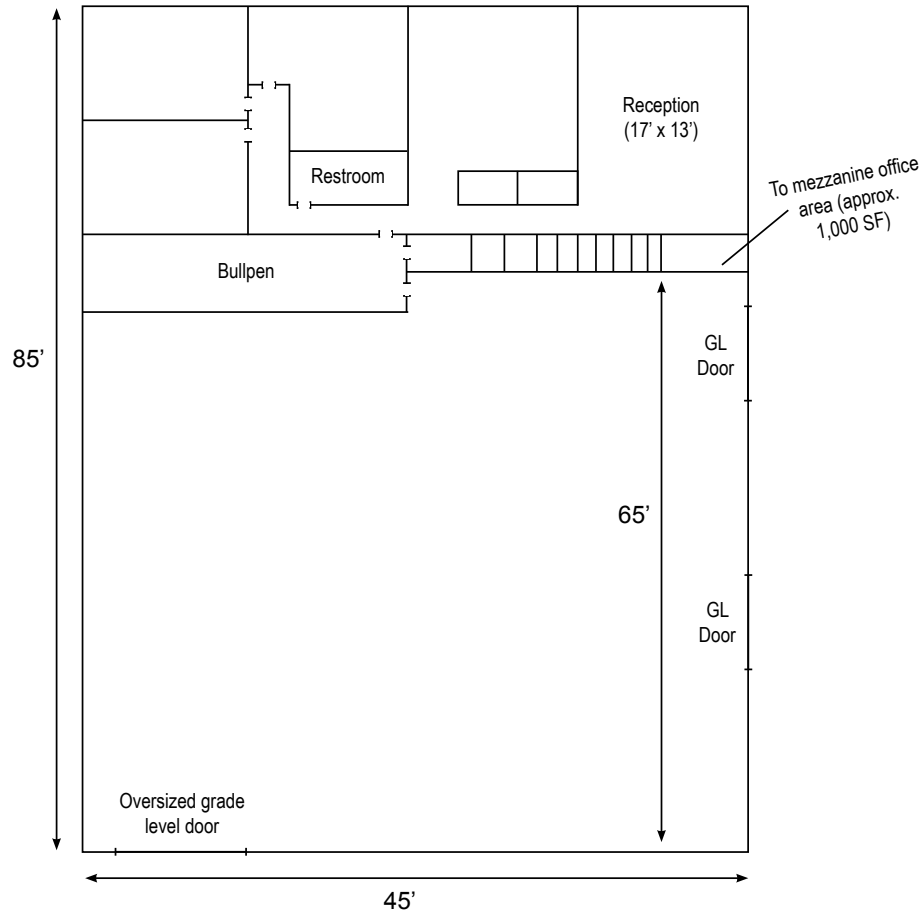 Reception
(17’ x 13’)
Restroom
To mezzanine office
area (approx.
1,000 SF)
Bullpen
GL
Door
85’
65’
GL
Door
Oversized grade
level door
45’